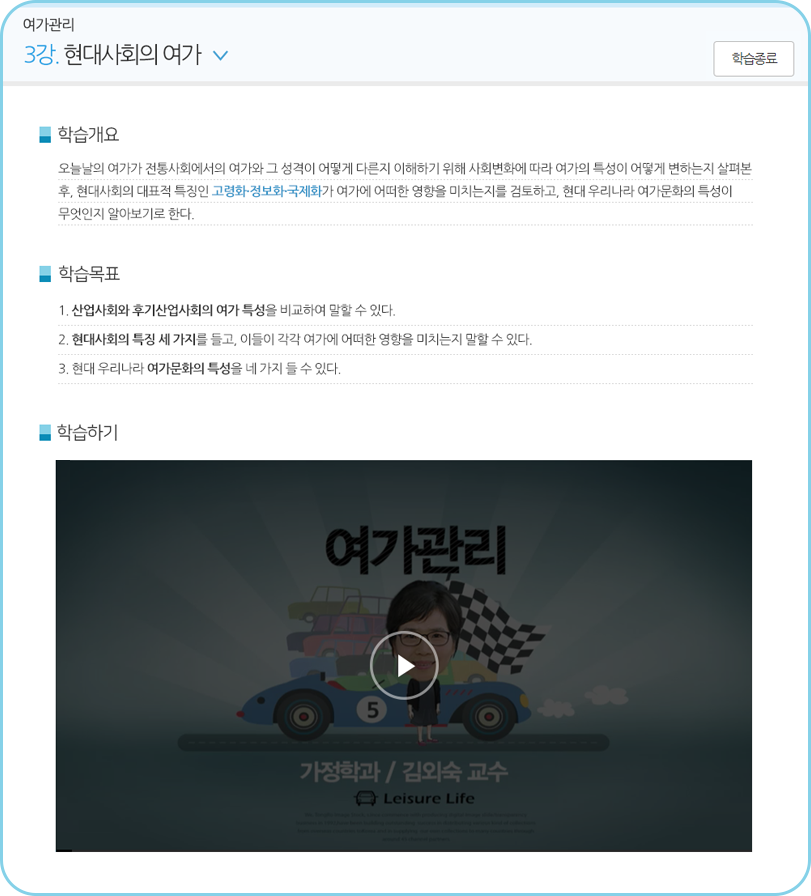 여가관리
3강. 현대사회의 여가
학습종료
학습개요
오늘날의 여가가 전통사회에서의 여가와 그 성격이 어떻게 다른지 이해하기 위해 사회변화에 따라 여가의 특성이 어떻게 변하는지 살펴본
후, 현대사회의 대표적 특징인 고령화·정보화·국제화가 여가에 어떠한 영향을 미치는지를 검토하고, 현대 우리나라 여가문화의 특성이
무엇인지 알아보기로 한다.
학습목표
1. 산업사회와 후기산업사회의 여가 특성을 비교하여 말할 수 있다.
2. 현대사회의 특징 세 가지를 들고, 이들이 각각 여가에 어떠한 영향을 미치는지 말할 수 있다.
3. 현대 우리나라 여가문화의 특성을 네 가지 들 수 있다.
학습하기
여가관리
5
가정학과 / 김외숙 교수
Leisure Life